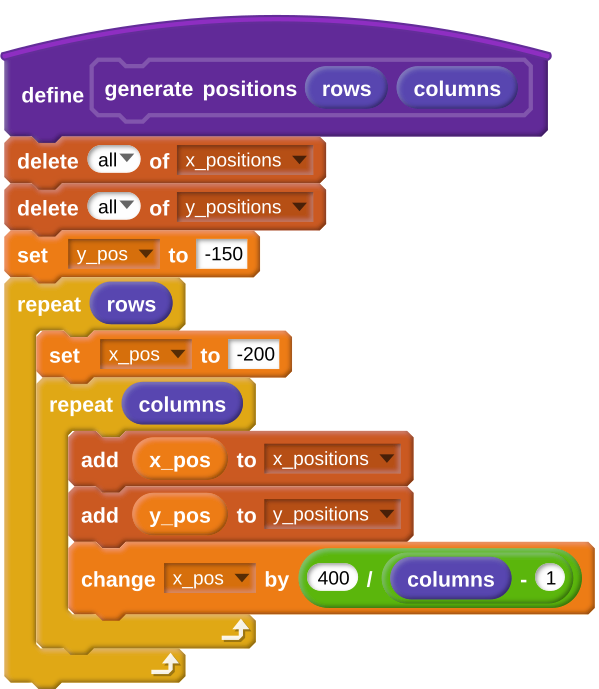 define generate positions rows columns
delete all of x_positions
delete all of y_positions
set y_pos to -150
repeat rows
set x_pos to -200
repeat columns
add x_pos to x_positions
add y_pos to y_positions
change x_pos by 400 / columns - 1